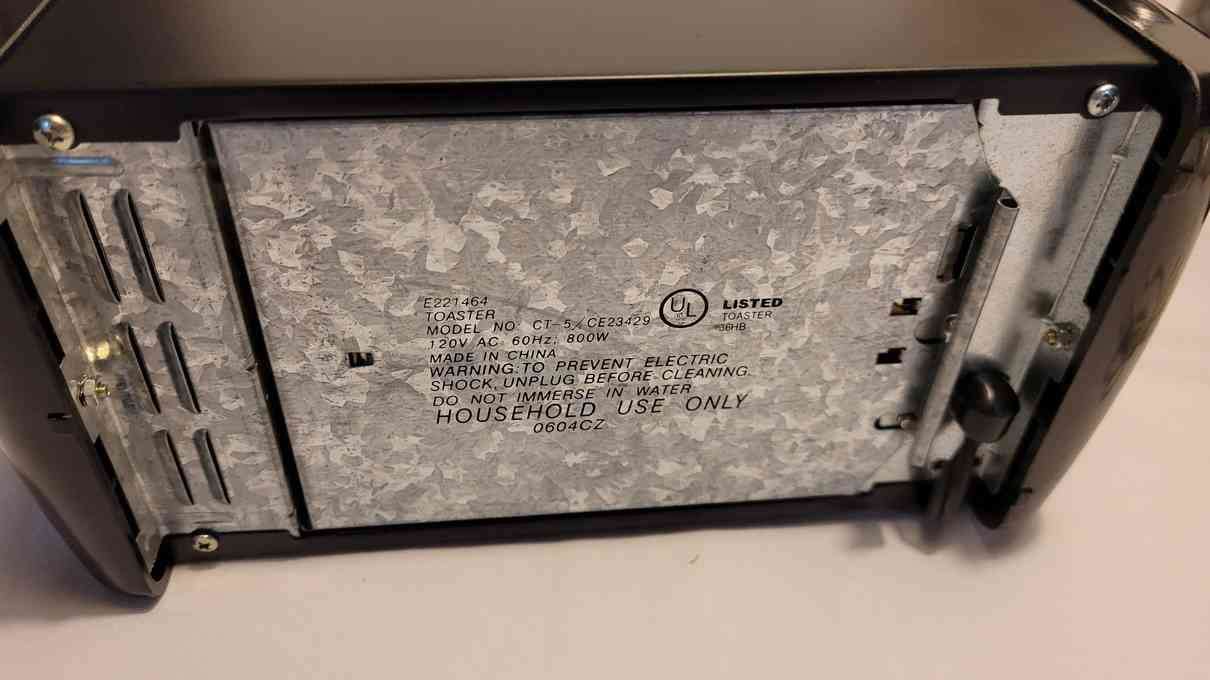 E221464
TOASTER
MODEL NO: CT-5/CE23429
120V AC 60Hz; 800W
MADE IN CHINA
WARNING: TO PREVENT ELECTRIC
SHOCK, UNPLUG BEFORE CLEANING.
DO NOT IMMERSE IN WATER
HOUSEHOLD USE ONLY
0604CZ
UL
LISTED
TOASTER
36HB